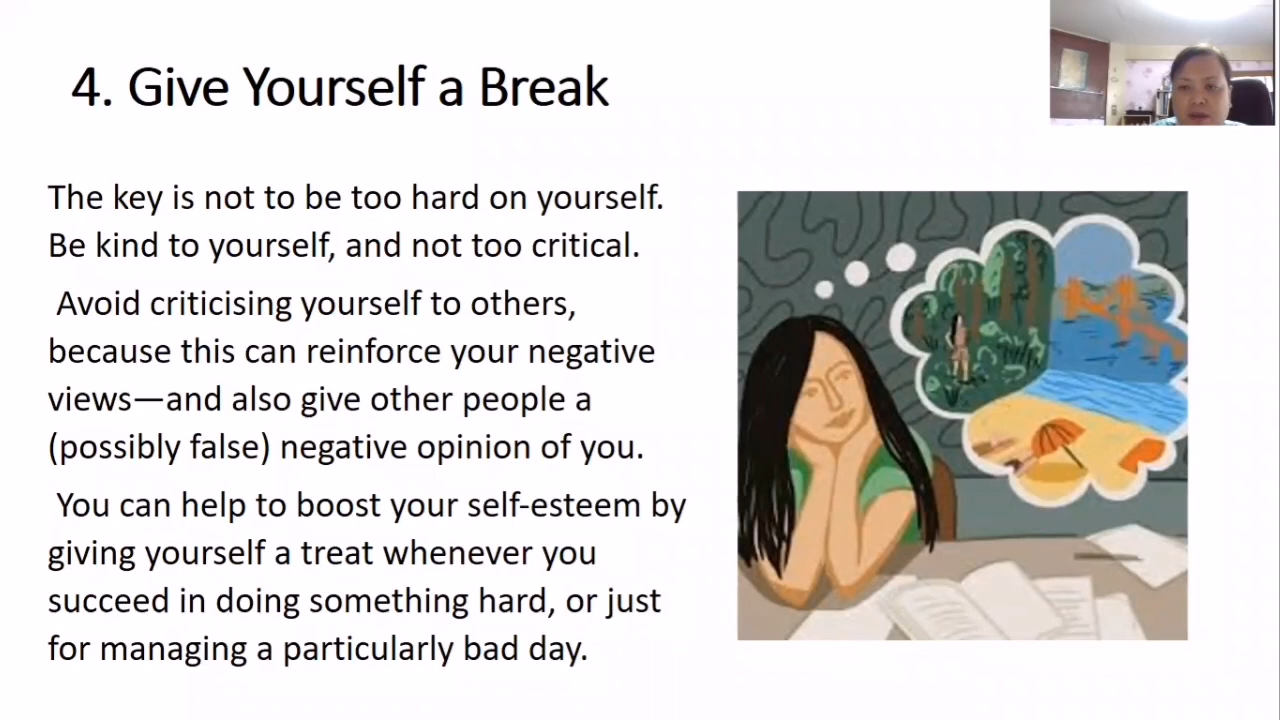 4. Give Yourself a Break
The key is not to be too hard on yourself.
Be kind to yourself, and not too critical.
Avoid criticising yourself to others,
because this can reinforce your negative
views—and also give other people a
(possibly false) negative opinion of you.
You can help to boost your self-esteem by
giving yourself a treat whenever you
succeed in doing something hard, or just
for managing a particularly bad day.